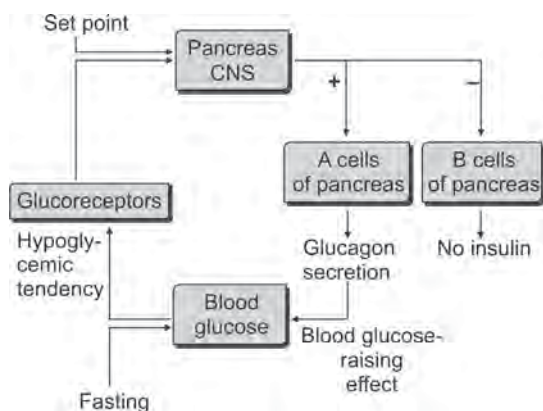 Set point
Pancreas
CNS
+
–
A cells
of pancreas
B cells
of pancreas
Glucoreceptors
Hypogly-
cemic
tendency
Glucagon
secretion
No insulin
Blood
glucose
Blood glucose-
raising
effect
Fasting